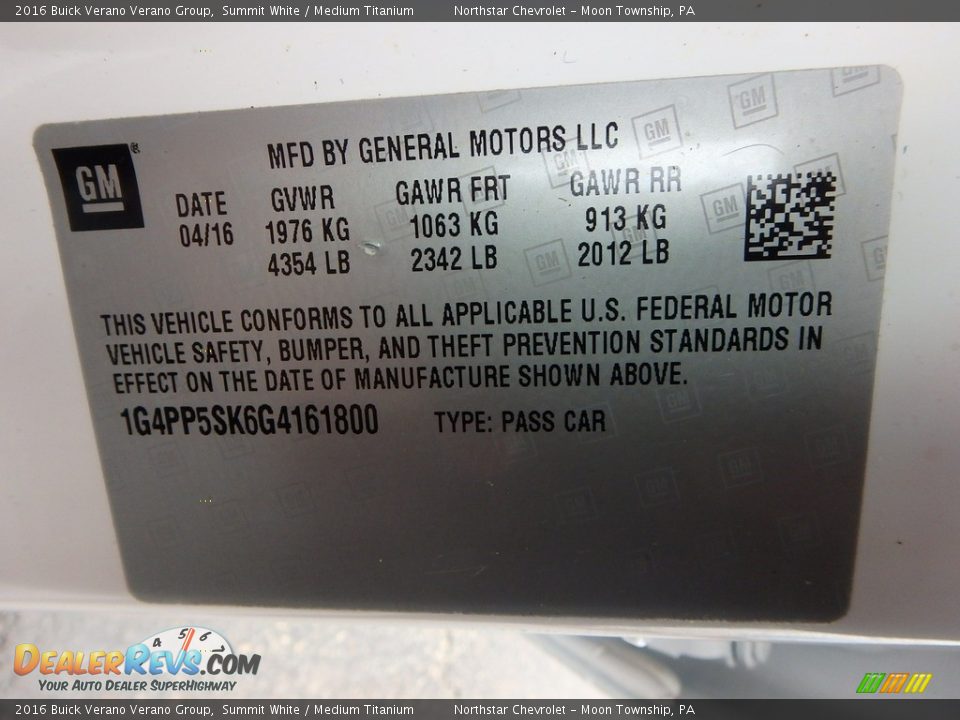 2016 Buick Verano Verano Group, Summit White / Medium Titanium Northstar Chevrolet - Moon Township, PA
GM®
MFD BY GENERAL MOTORS LLC
DATE GVWR GAWR FRT GAWR RR
04/16 1976 KG 1063 KG 913 KG
4354 LB 2342 LB 2012 LB
THIS VEHICLE CONFORMS TO ALL APPLICABLE U.S. FEDERAL MOTOR
VEHICLE SAFETY, BUMPER, AND THEFT PREVENTION STANDARDS IN
EFFECT ON THE DATE OF MANUFACTURE SHOWN ABOVE.
1G4PP5SK6G4161800 TYPE: PASS CAR
4 5 6
DEALERREVS.COM
YOUR AUTO DEALER SUPERHIGHWAY
2016 Buick Verano Verano Group, Summit White / Medium Titanium Northstar Chevrolet - Moon Township, PA